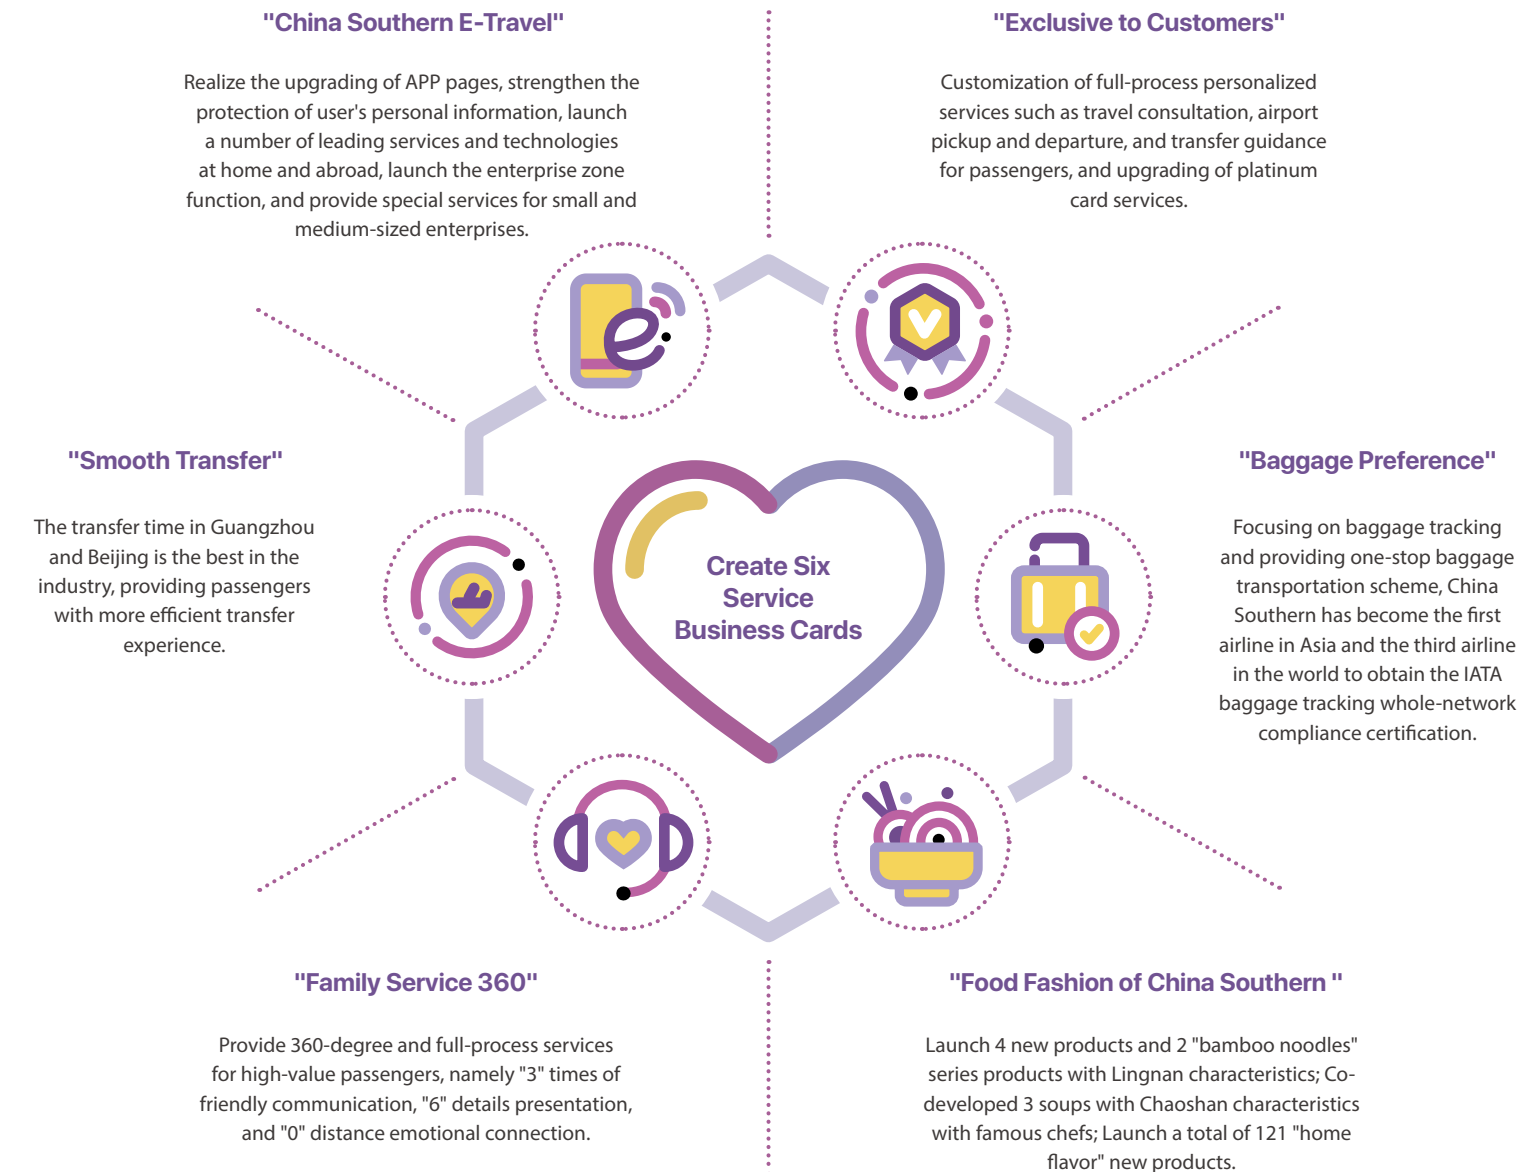 "China Southern E-Travel"
Realize the upgrading of APP pages, strengthen the
protection of user's personal information, launch
a number of leading services and technologies
at home and abroad, launch the enterprise zone
function, and provide special services for small and
medium-sized enterprises.
"Exclusive to Customers"
Customization of full-process personalized
services such as travel consultation, airport
pickup and departure, and transfer guidance
for passengers, and upgrading of platinum
card services.
"Smooth Transfer"
The transfer time in Guangzhou
and Beijing is the best in the
industry, providing passengers
with more efficient transfer
experience.
Create Six
Service
Business Cards
"Baggage Preference"
Focusing on baggage tracking
and providing one-stop baggage
transportation scheme, China
Southern has become the first
airline in Asia and the third airline
in the world to obtain the IATA
baggage tracking whole-network
compliance certification.
"Family Service 360"
Provide 360-degree and full-process services
for high-value passengers, namely "3" times of
friendly communication, "6" details presentation,
and "0" distance emotional connection.
"Food Fashion of China Southern "
Launch 4 new products and 2 "bamboo noodles"
series products with Lingnan characteristics; Co-
developed 3 soups with Chaoshan characteristics
with famous chefs; Launch a total of 121 "home
flavor" new products.